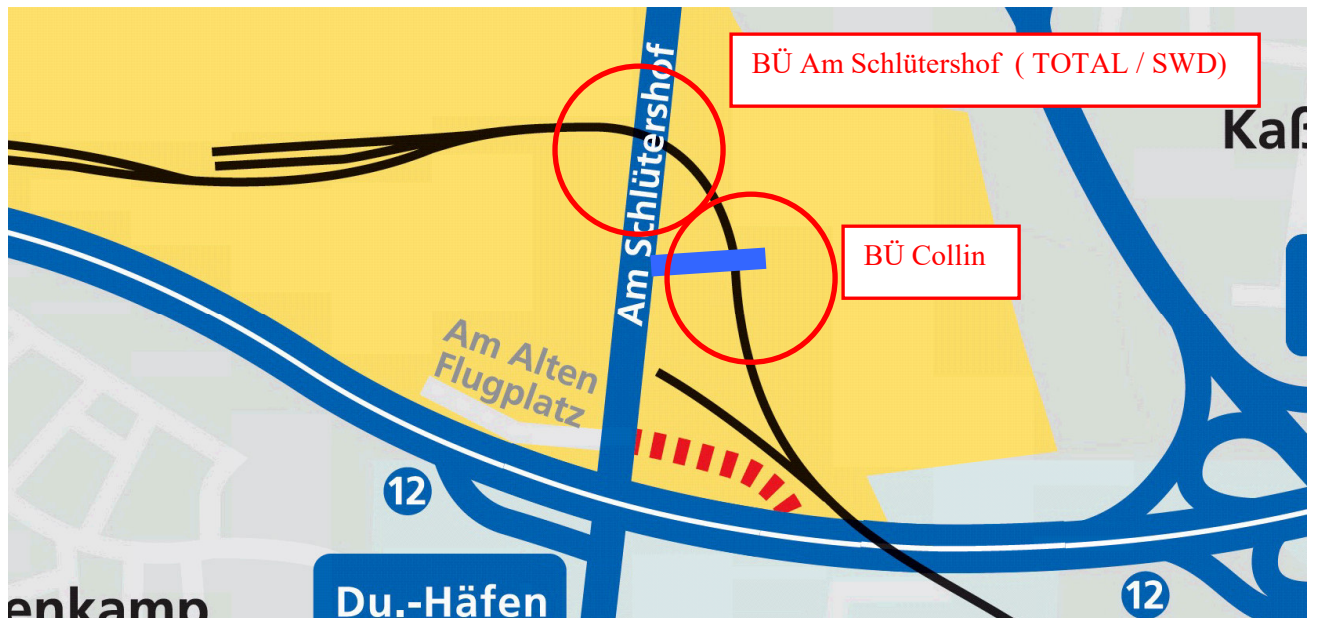 BÜ Am Schlütershof ( TOTAL / SWD)
Am Schlütershof
Kaß
BÜ Collin
Am Alten
Flugplatz
12
Du.-Häfen
12
enkamp